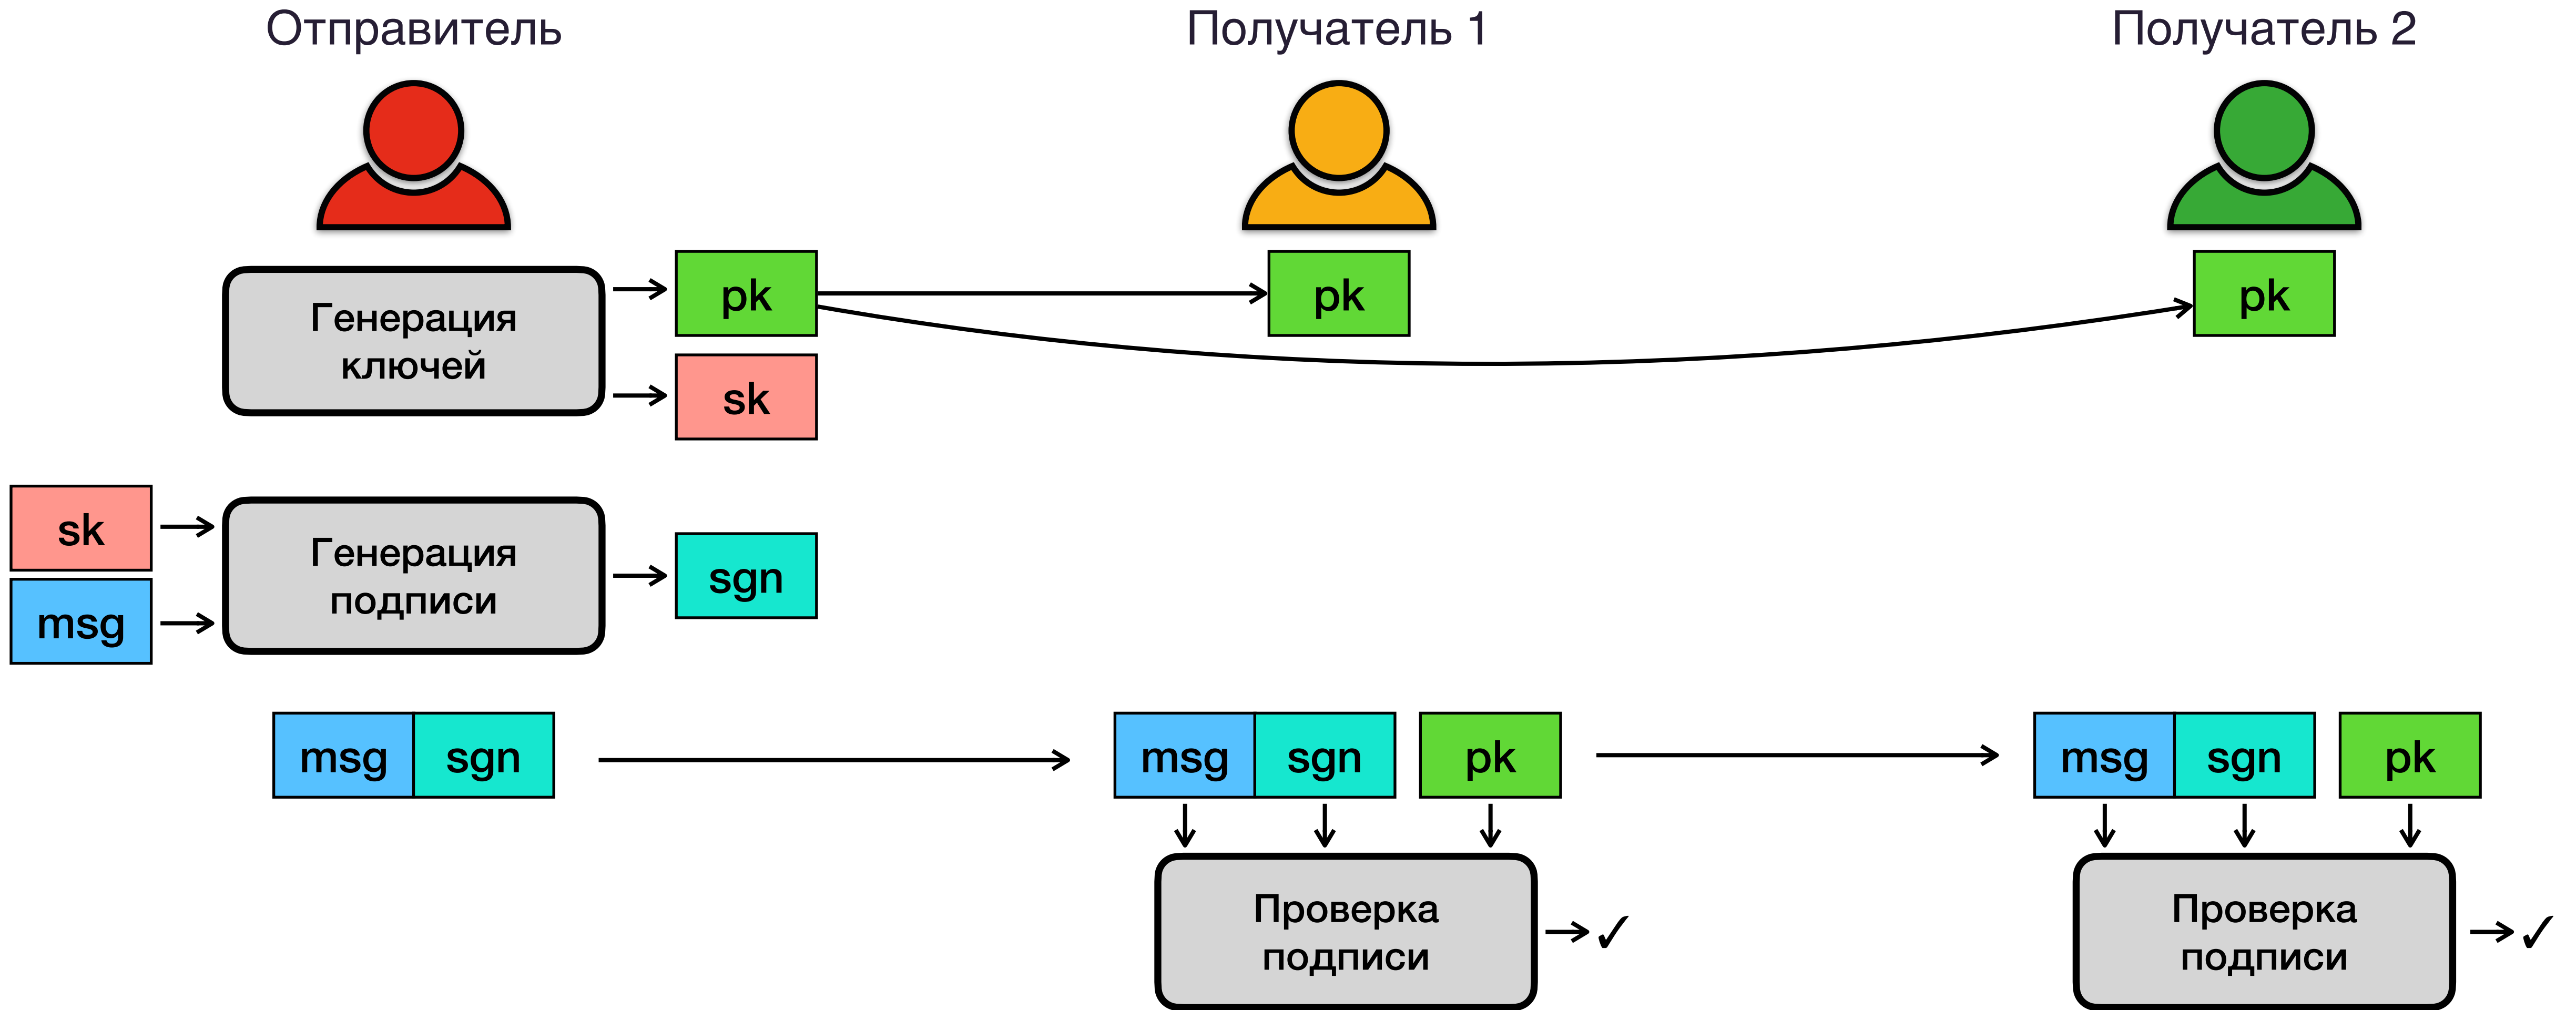 Отправитель
Получатель 1
Получатель 2
Генерация
ключей
pk
sk
pk
pk
sk
msg
Генерация
подписи
sgn
msg
sgn
msg
sgn
pk
msg
sgn
pk
Проверка
подписи
✓
Проверка
подписи
✓